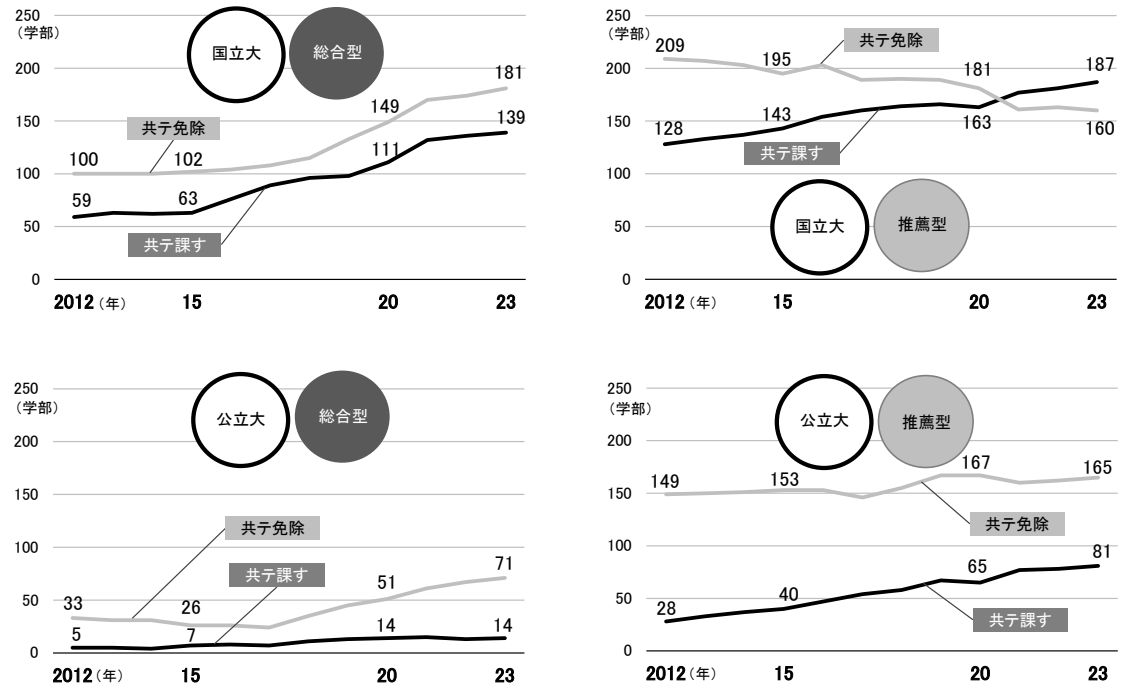 250
(学部)
200
150
100
50
0
国立大
総合型
共テ免除
共テ課す
100
102
149
181
59
63
111
139
2012(年)
15
20
23
250
(学部)
200
150
100
50
0
共テ免除
共テ課す
国立大
推薦型
209
195
181
160
128
143
163
187
2012(年)
15
20
23
250
(学部)
200
150
100
50
0
公立大
総合型
共テ免除
共テ課す
33
26
51
71
5
7
14
14
2012(年)
15
20
23
250
(学部)
200
150
100
50
0
公立大
推薦型
149
153
167
165
共テ免除
28
40
65
81
共テ課す
2012(年)
15
20
23